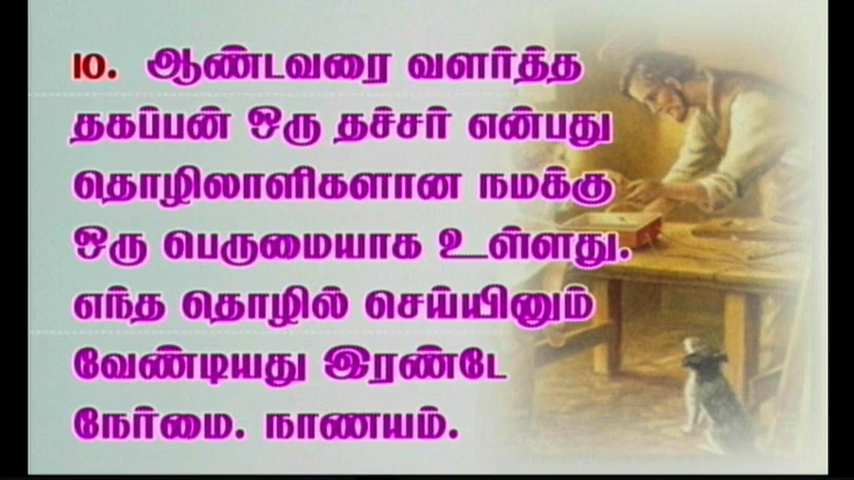 10. ஆண்டவரை வளர்த்த
தகப்பன் ஒரு தச்சர் என்பது
தொழிலாளிகளான நமக்கு
ஒரு பெருமையாக உள்ளது.
எந்த தொழில் செய்யினும்
வேண்டியது இரண்டே
நேர்மை. நாணயம்.